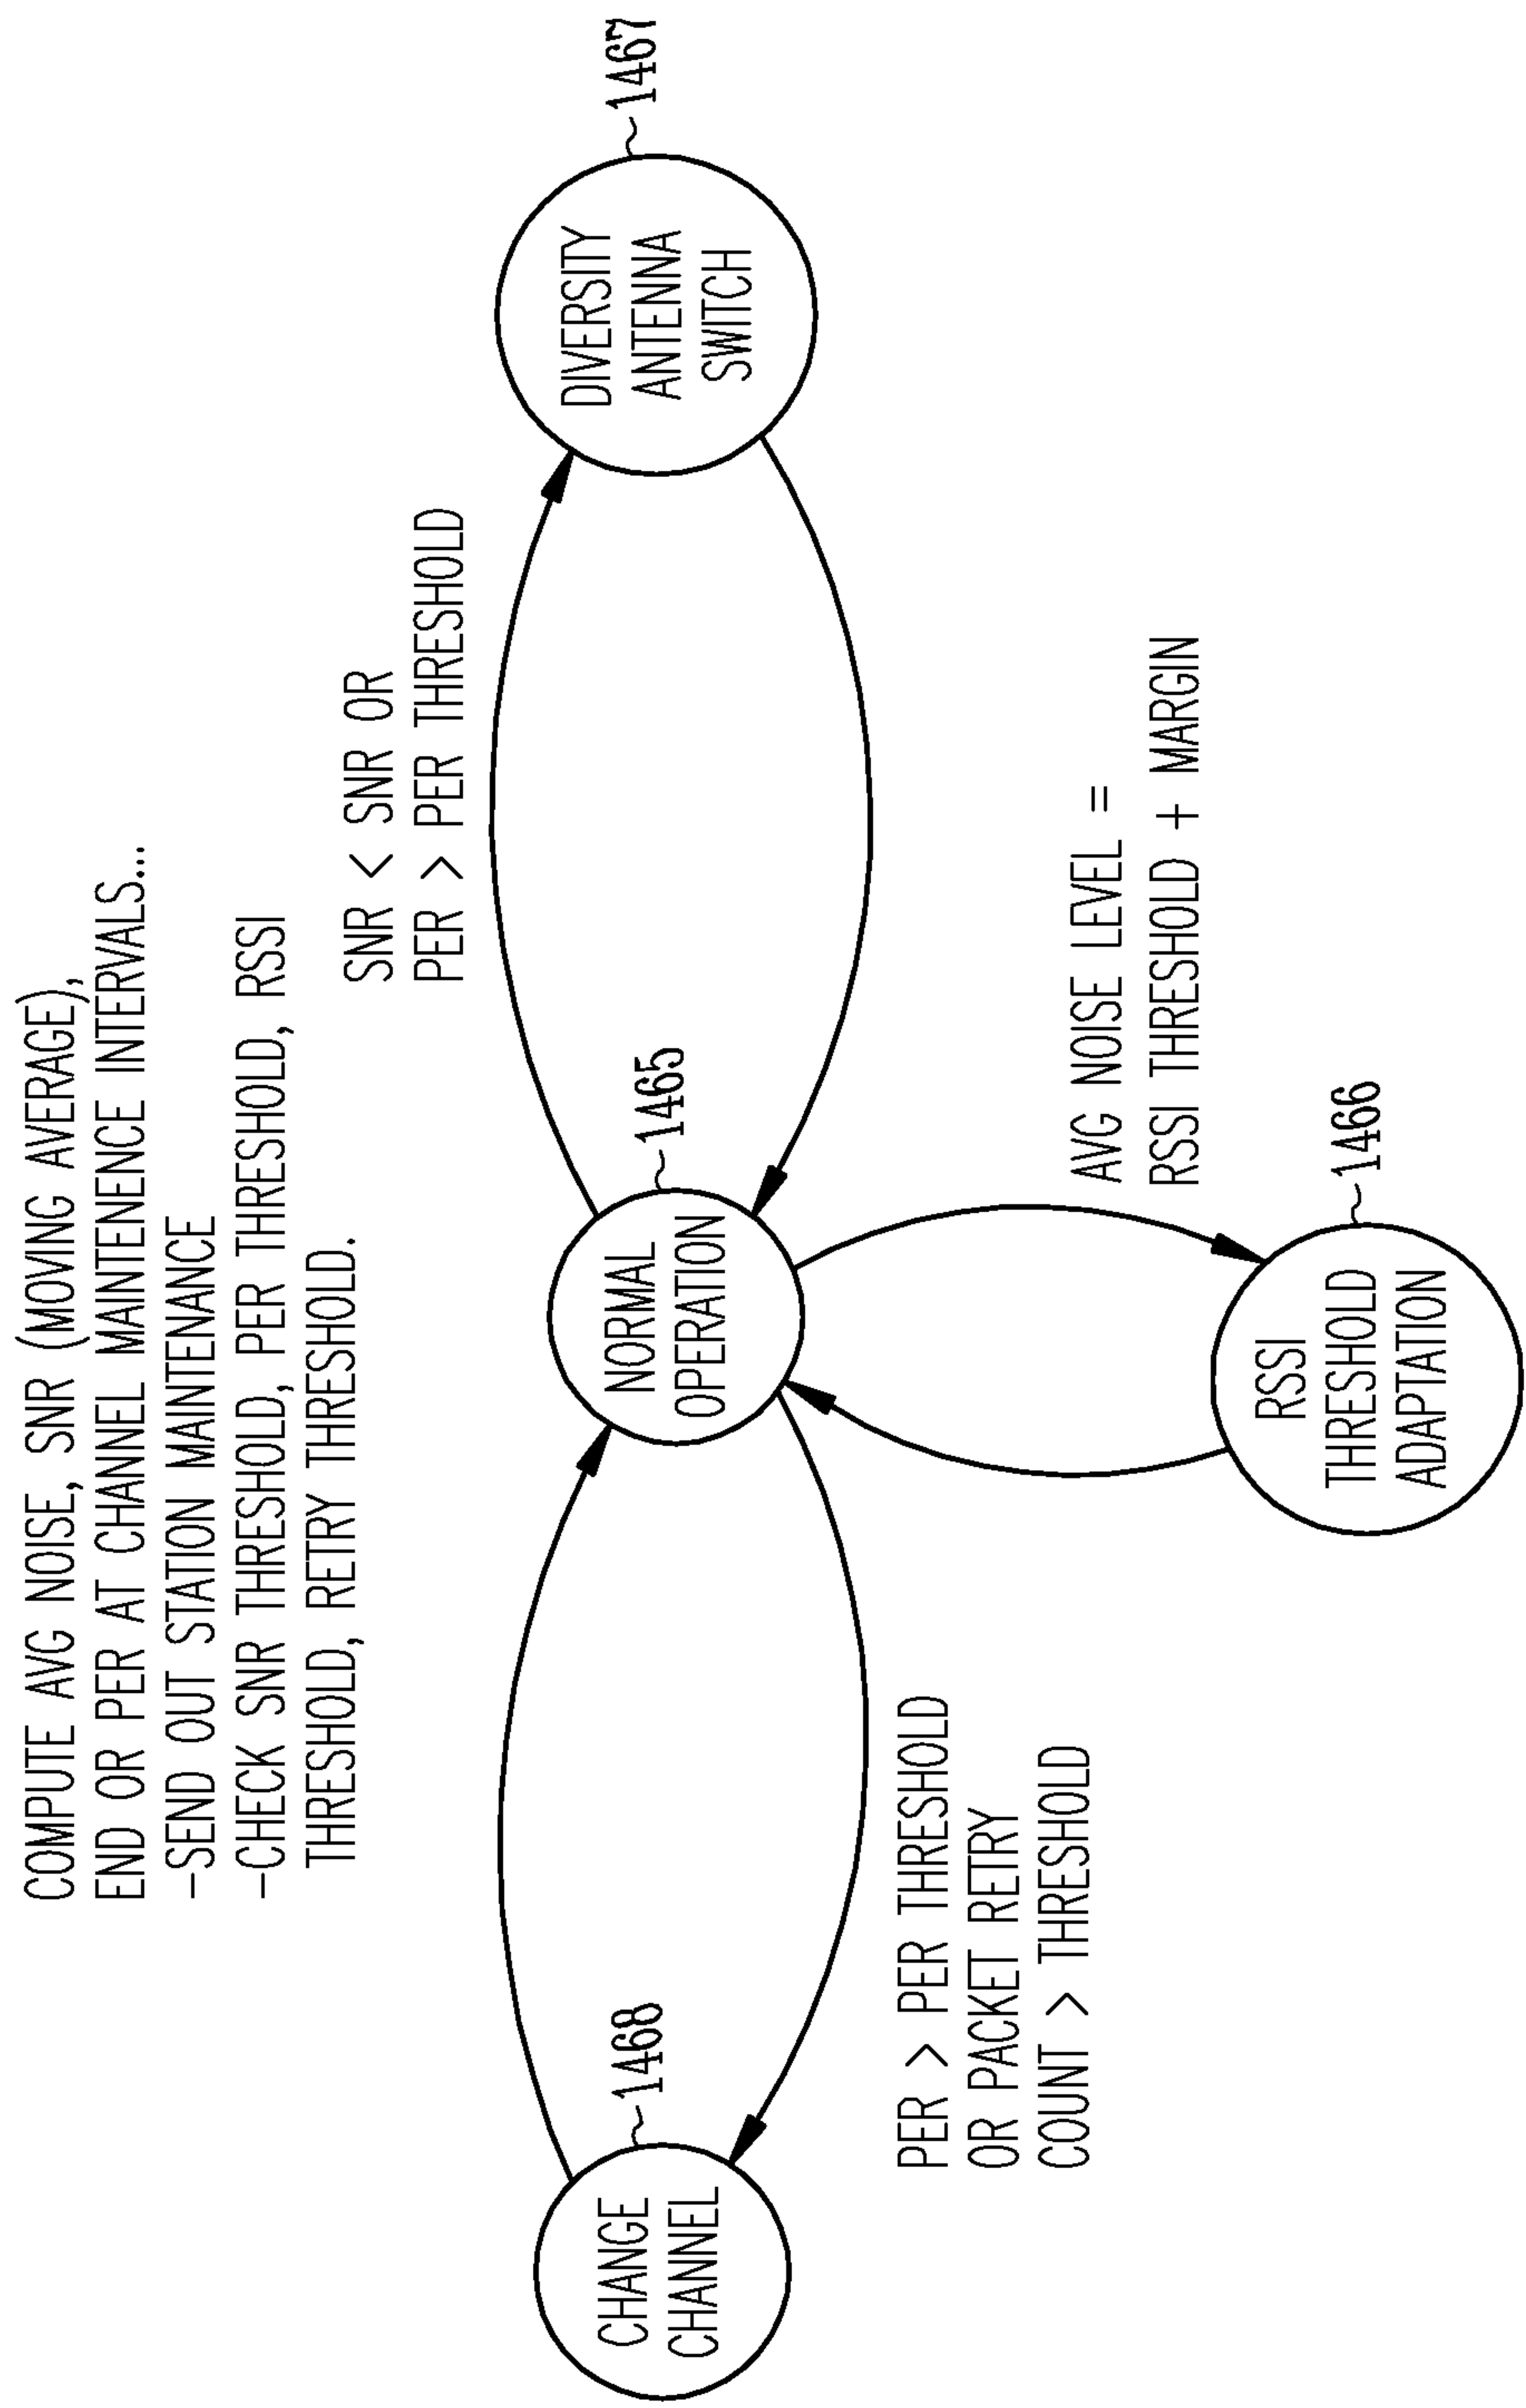 COMPUTE AVG NOISE, SNR (MOVING AVERAGE),
END OR PER AT CHANNEL MAINTENENCE INTERVALS...
-SEND OUT STATION MAINTENANCE
-CHECK SNR THRESHOLD, PER THRESHOLD, RSSI
THRESHOLD, RETRY THRESHOLD.
SNR < SNR OR
PER > PER THRESHOLD
CHANGE
CHANNEL
1468
NORMAL
OPERATION
1465
DIVERSITY
ANTENNA
SWITCH
1467
PER > PER THRESHOLD
OR PACKET RETRY
COUNT > THRESHOLD
AVG NOISE LEVEL =
RSSI THRESHOLD + MARGIN
RSSI
THRESHOLD
ADAPTATION
1466